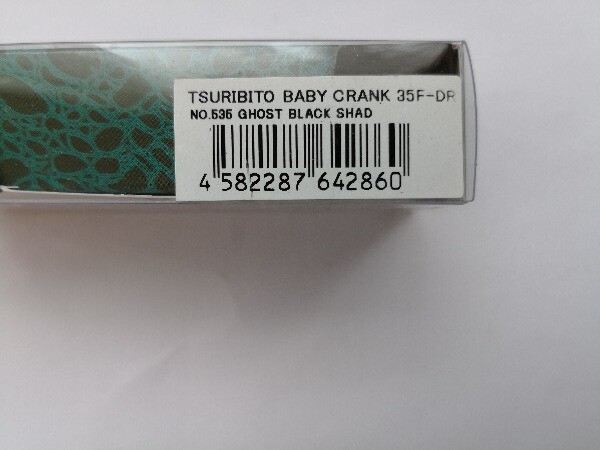 TSURIBITO BABY CRANK 35F-DR
NO.535 GHOST BLACK SHAD
4 582287 642860